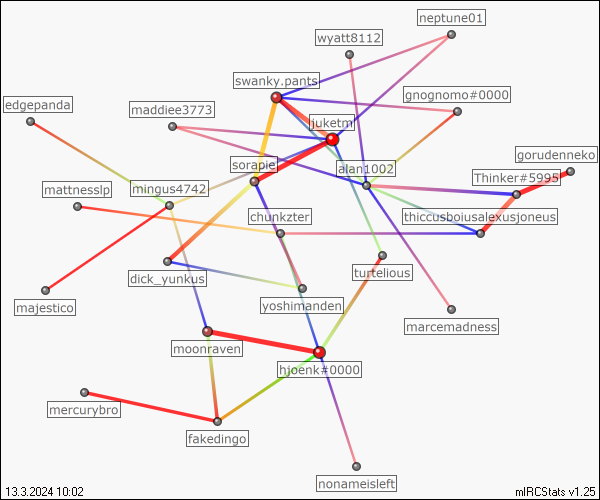 neptune01
wyatt8112
swanky.pants
gnognomo#0000
edgepanda
maddiee3773
juketm
gorudenneko
sorapie
alan1002
Thinker#5995
mattnesslp
mingus4742
chunkzter
thiccusboiusalexusjoneus
dick_yunkus
turtelious
majestico
yoshimanden
marcemadness
moonraven
hjoenk#0000
mercurybro
fakedingo
nonameisleft
13.3.2024 10:02
mIRCStats v1.25